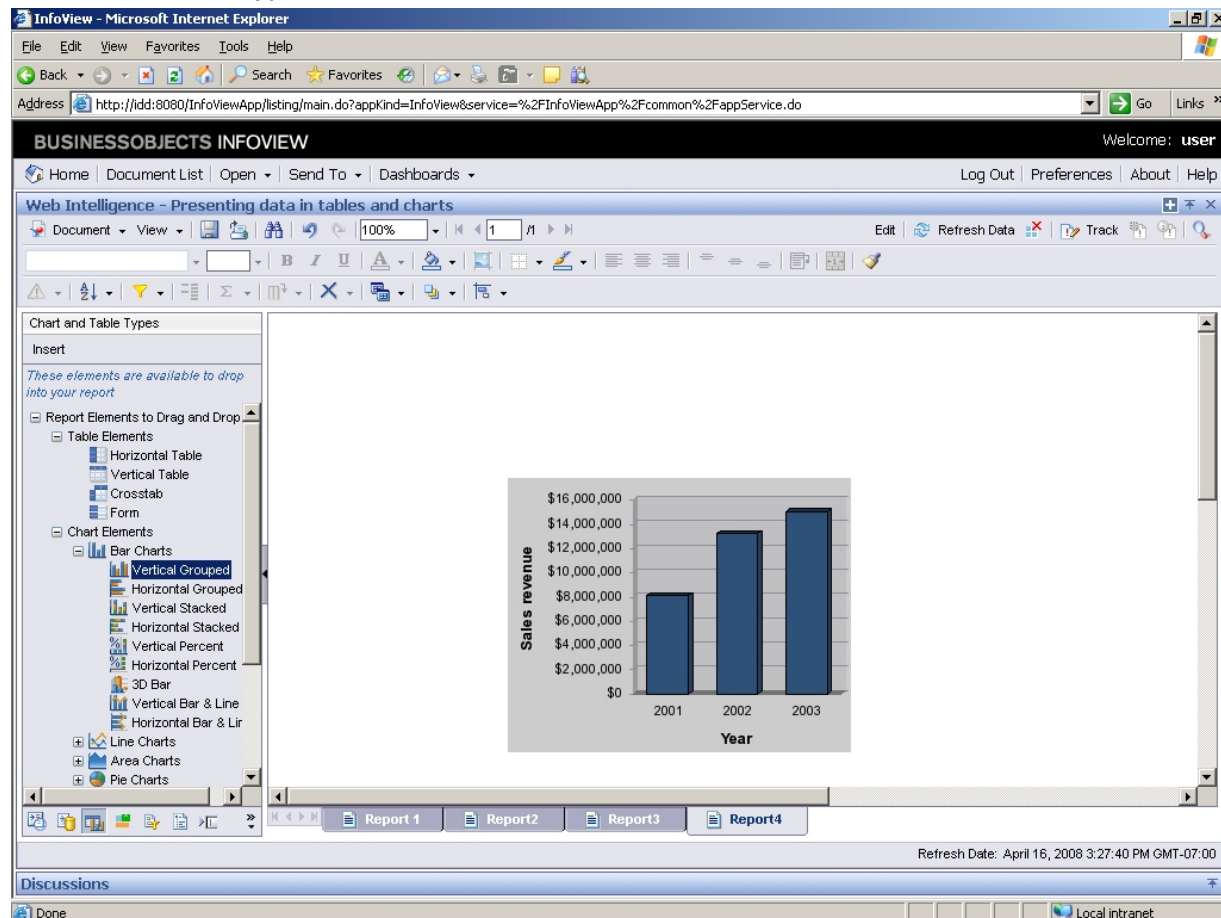 InfoView - Microsoft Internet Explorer
File Edit View Favorites Tools Help
Back Search Favorites
Address http://idd:8080/InfoViewApp/listing/main.do?appKind=InfoView&service=%2FInfoViewApp%2Fcommon%2FappService.do Go Links »
BUSINESSOBJECTS INFOVIEW Welcome: user
Home | Document List | Open | Send To | Dashboards Log Out | Preferences | About | Help
Web Intelligence - Presenting data in tables and charts
Document View 100% 1 /1 Edit Refresh Data Track
B I U A
Chart and Table Types
Insert
These elements are available to drop
into your report
Report Elements to Drag and Drop
Table Elements
Horizontal Table
Vertical Table
Crosstab
Form
Chart Elements
Bar Charts
Vertical Grouped
Horizontal Grouped
Vertical Stacked
Horizontal Stacked
Vertical Percent
Horizontal Percent
3D Bar
Vertical Bar & Line
Horizontal Bar & Lir
Line Charts
Area Charts
Pie Charts
Sales revenue
$16,000,000
$14,000,000
$12,000,000
$10,000,000
$8,000,000
$6,000,000
$4,000,000
$2,000,000
$0
2001 2002 2003
Year
Report 1 Report2 Report3 Report4
Refresh Date: April 16, 2008 3:27:40 PM GMT-07:00
Discussions
Done Local intranet